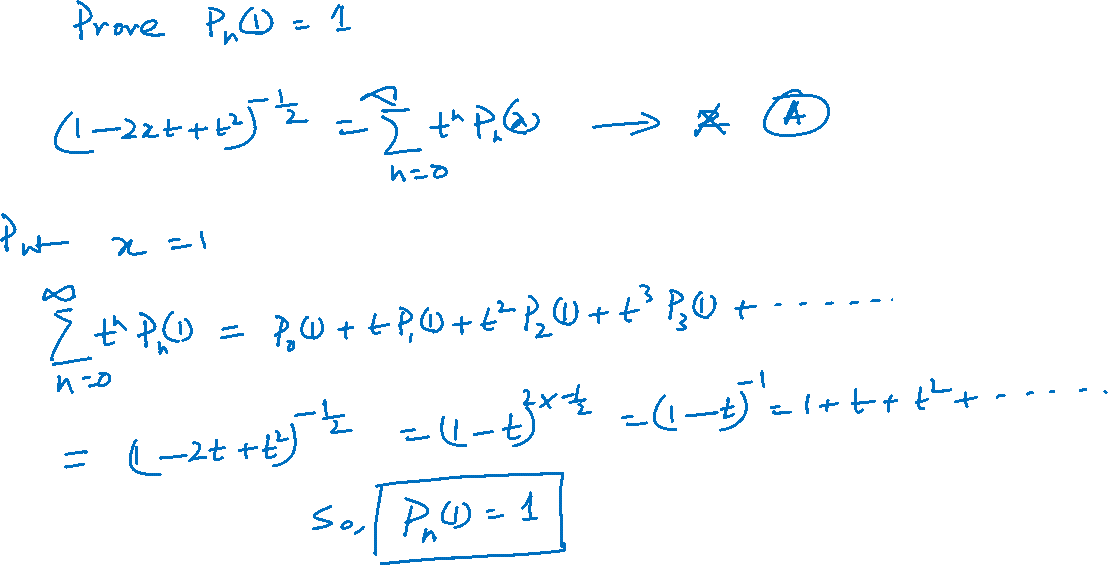 Prove Pₙ(1) = 1
(1-2xt+t²)^(-1/2) = ∑_{n=0}^{∞} tⁿ Pₙ(x) → (A)
Put x = 1
∑_{n=0}^{∞} tⁿ Pₙ(1) = P₀(1) + tP₁(1) + t²P₂(1) + t³P₃(1) + ......
= (1-2t+t²)^(-1/2) = (1-t)^(2×-1/2) = (1-t)^(-1) = 1+t+t²+......
So, Pₙ(1) = 1